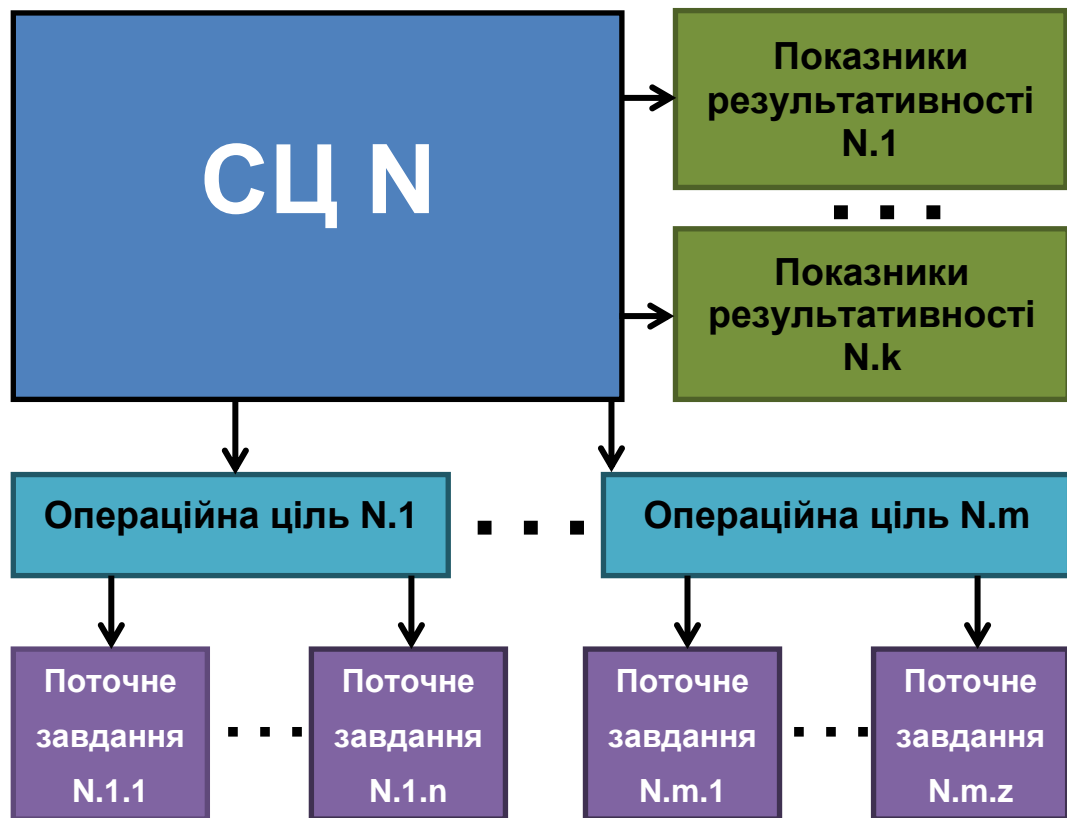 СЦ N
Показники
результативності
N.1
. . .
Показники
результативності
N.k
Операційна ціль N.1
. . .
Операційна ціль N.m
Поточне
завдання
N.1.1
. . .
Поточне
завдання
N.1.n
Поточне
завдання
N.m.1
. . .
Поточне
завдання
N.m.z